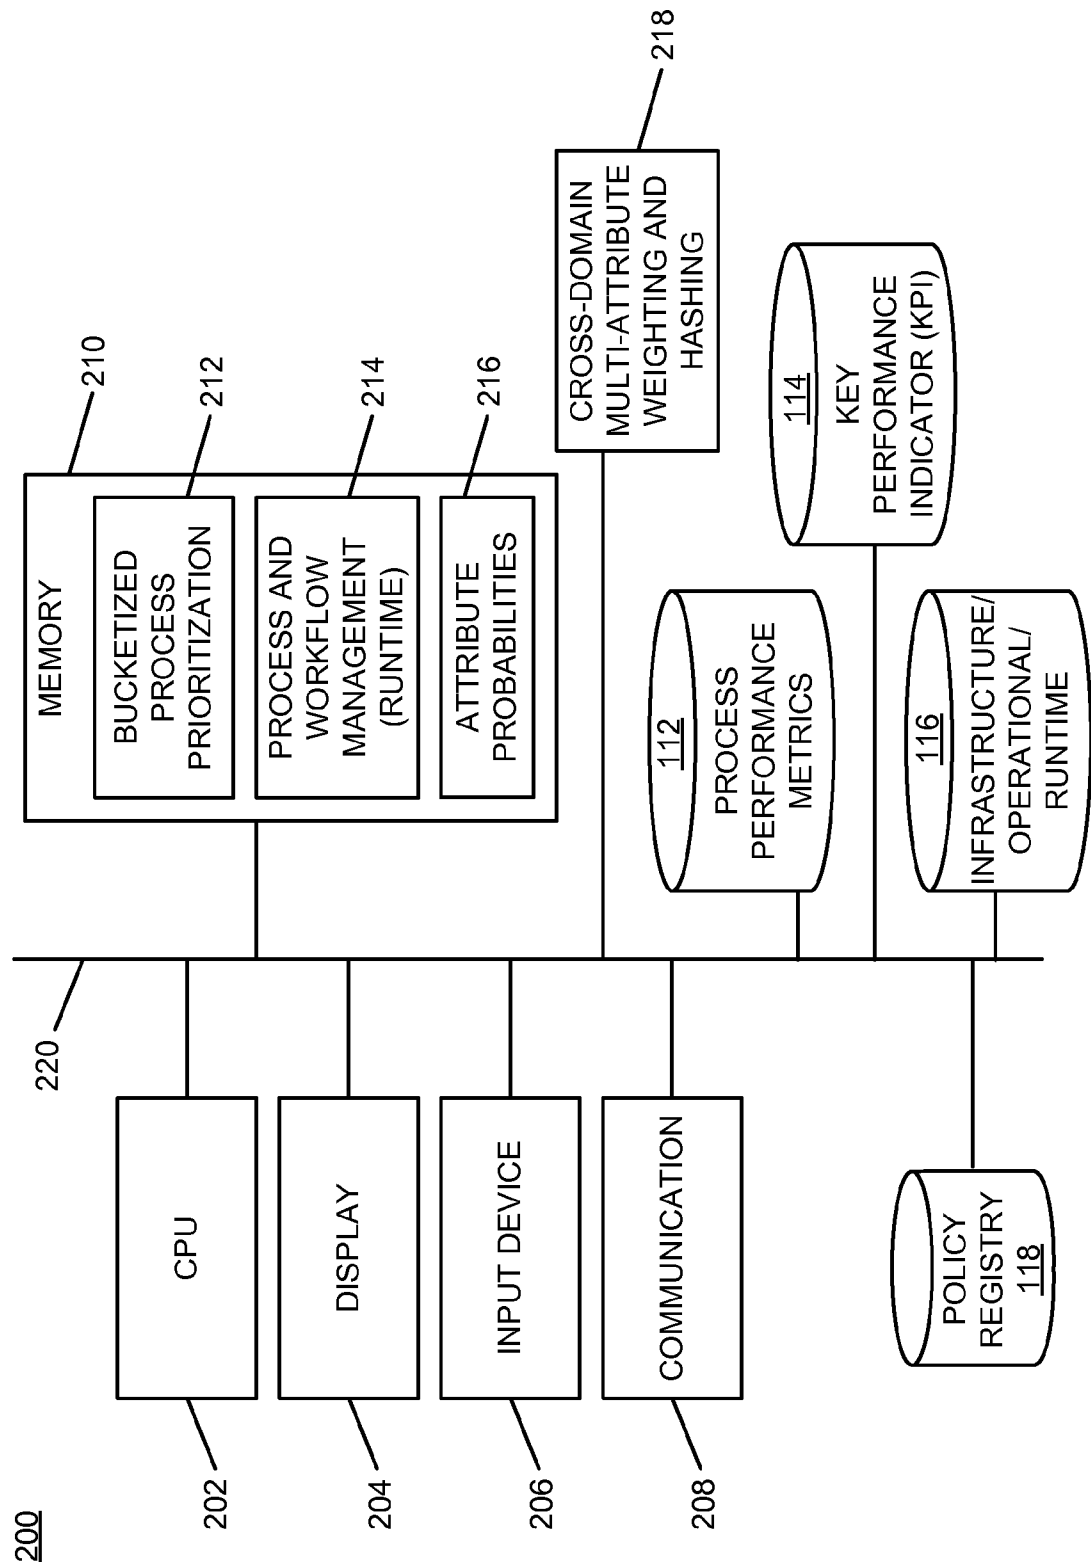 200
202
CPU
204
DISPLAY
206
INPUT DEVICE
208
COMMUNICATION
POLICY
REGISTRY
118
220
MEMORY
210
BUCKETIZED
PROCESS
PRIORITIZATION
212
PROCESS AND
WORKFLOW
MANAGEMENT
(RUNTIME)
214
ATTRIBUTE
PROBABILITIES
216
CROSS-DOMAIN
MULTI-ATTRIBUTE
WEIGHTING AND
HASHING
218
112
PROCESS
PERFORMANCE
METRICS
114
KEY
PERFORMANCE
INDICATOR (KPI)
116
INFRASTRUCTURE/
OPERATIONAL/
RUNTIME